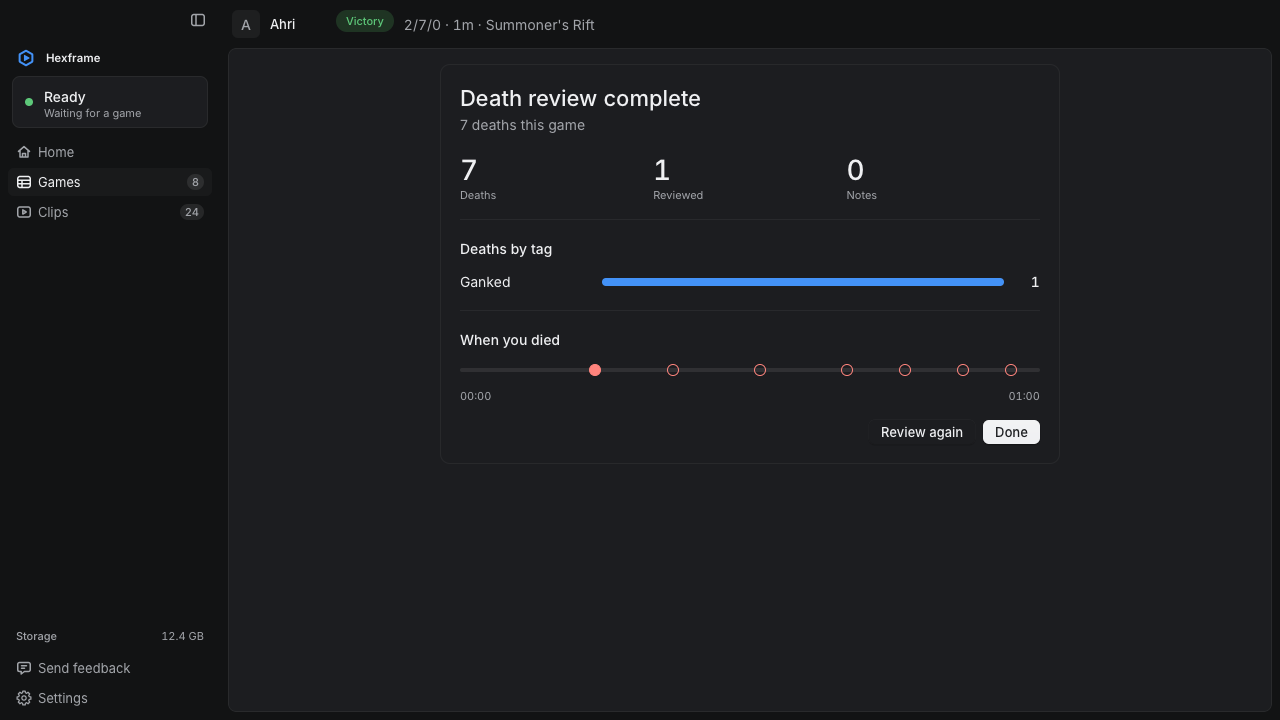 Hexframe
Ready
Waiting for a game
Home
Games 8
Clips 24
Storage 12.4 GB
Send feedback
Settings
A Ahri Victory 2/7/0 · 1m · Summoner's Rift
Death review complete
7 deaths this game
7 1 0
Deaths Reviewed Notes
Deaths by tag
Ganked 1
When you died
00:00 01:00
Review again Done